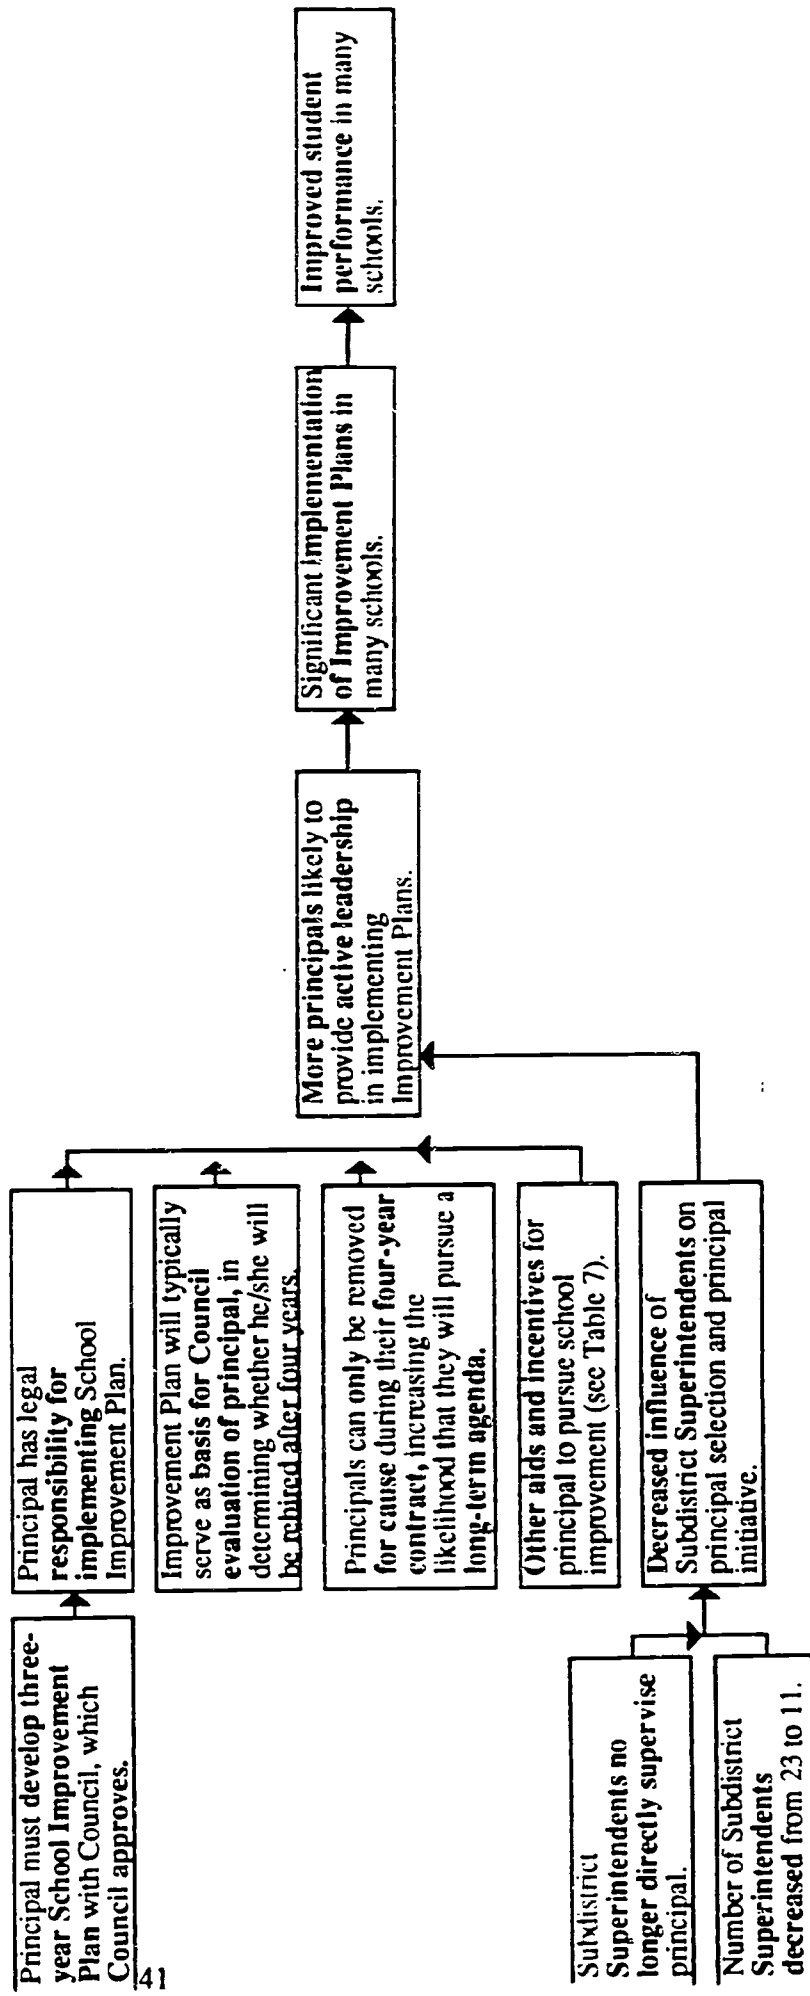 Principal must develop three-
year School Improvement
Plan with Council, which
Council approves.
Principal has legal
responsibility for
implementing School
Improvement Plan.
Improvement Plan will typically
serve as basis for Council
evaluation of principal, in
determining whether he/she will
be rehired after four years.
Principals can only be removed
for cause during their four-year
contract, increasing the
likelihood that they will pursue a
long-term agenda.
Other aids and incentives for
principal to pursue school
improvement (see Table 7).
Subdistrict
Superintendents no
longer directly supervise
principal.
Number of Subdistrict
Superintendents
decreased from 23 to 11.
Decreased influence of
Subdistrict Superintendents on
principal selection and principal
initiative.
More principals likely to
provide active leadership
in implementing
Improvement Plans.
Significant Implementation
of Improvement Plans in
many schools.
Improved student
performance in many
schools.
41